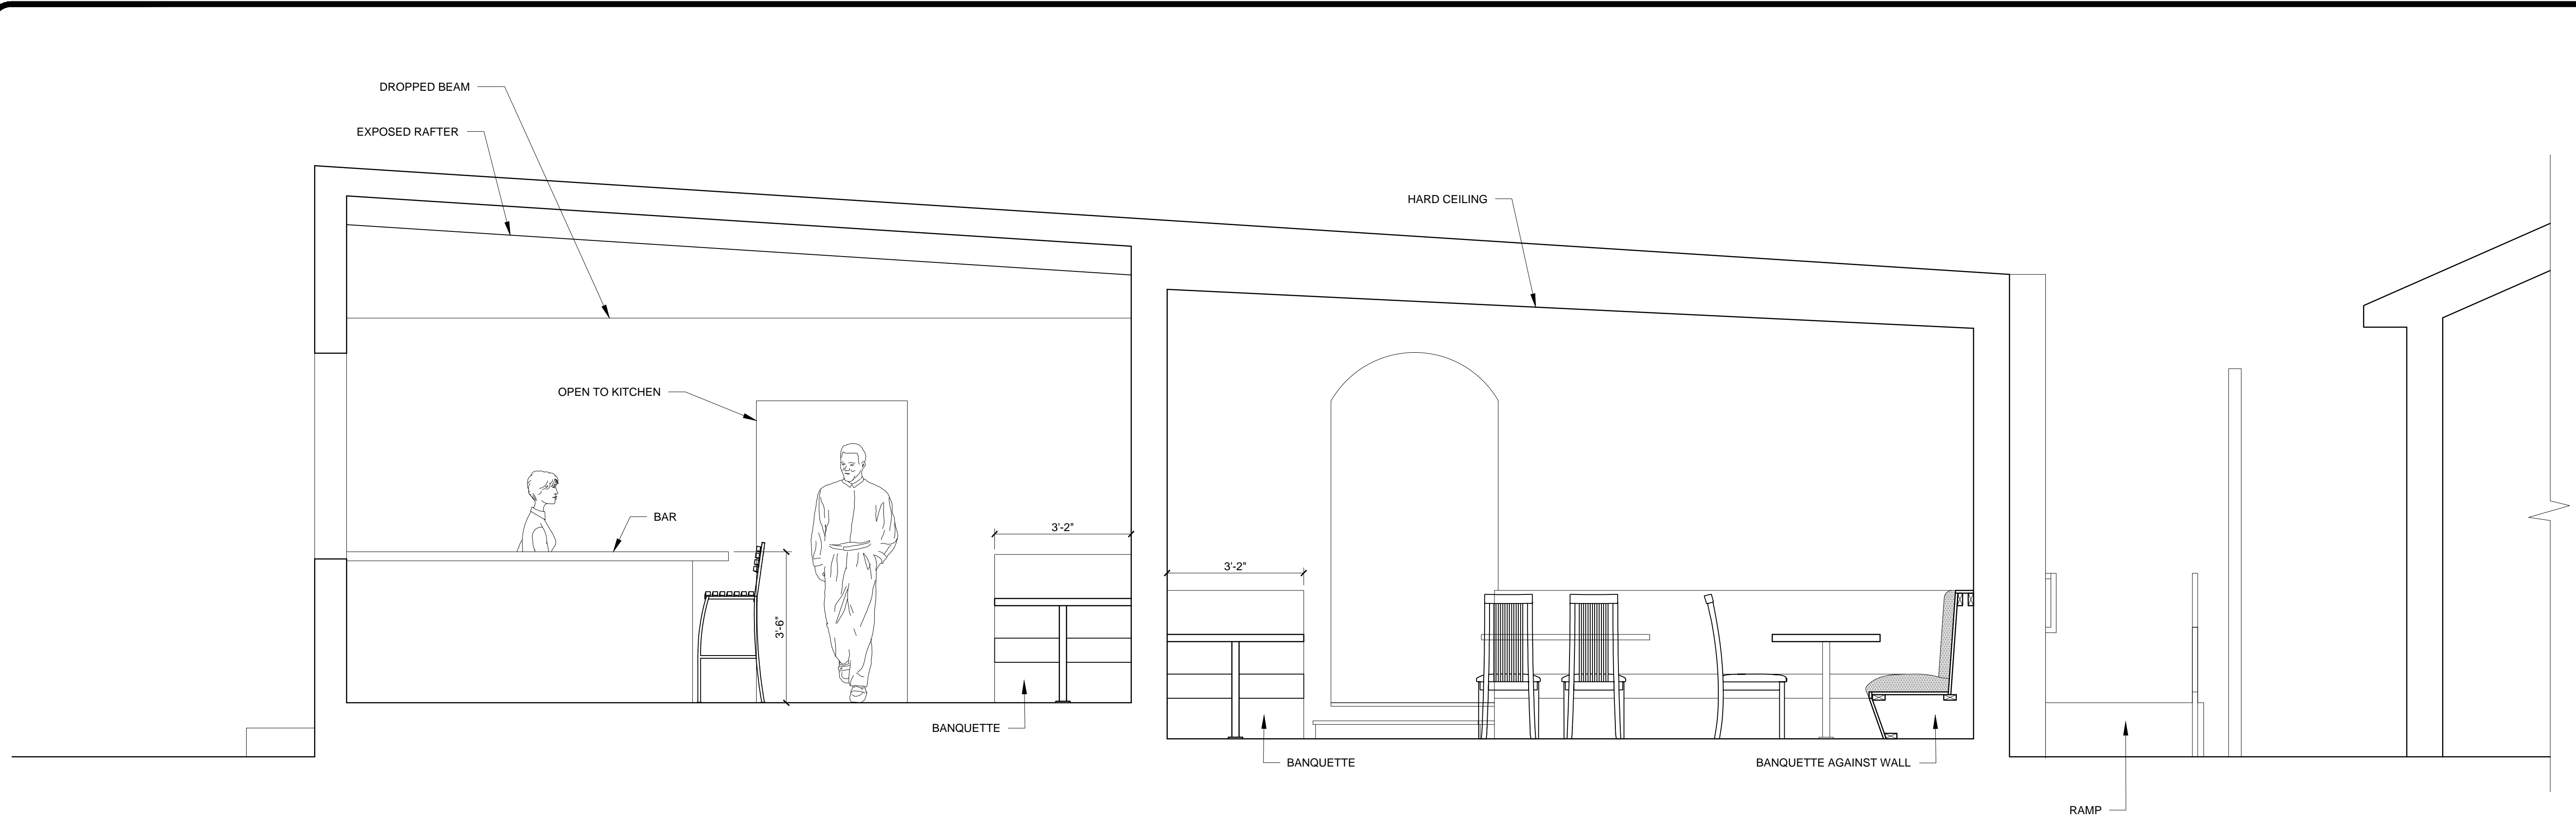 DROPPED BEAM
EXPOSED RAFTER
HARD CEILING
OPEN TO KITCHEN
BAR
3'-2"
3'-2"
3'-6"
BANQUETTE
BANQUETTE
BANQUETTE AGAINST WALL
RAMP